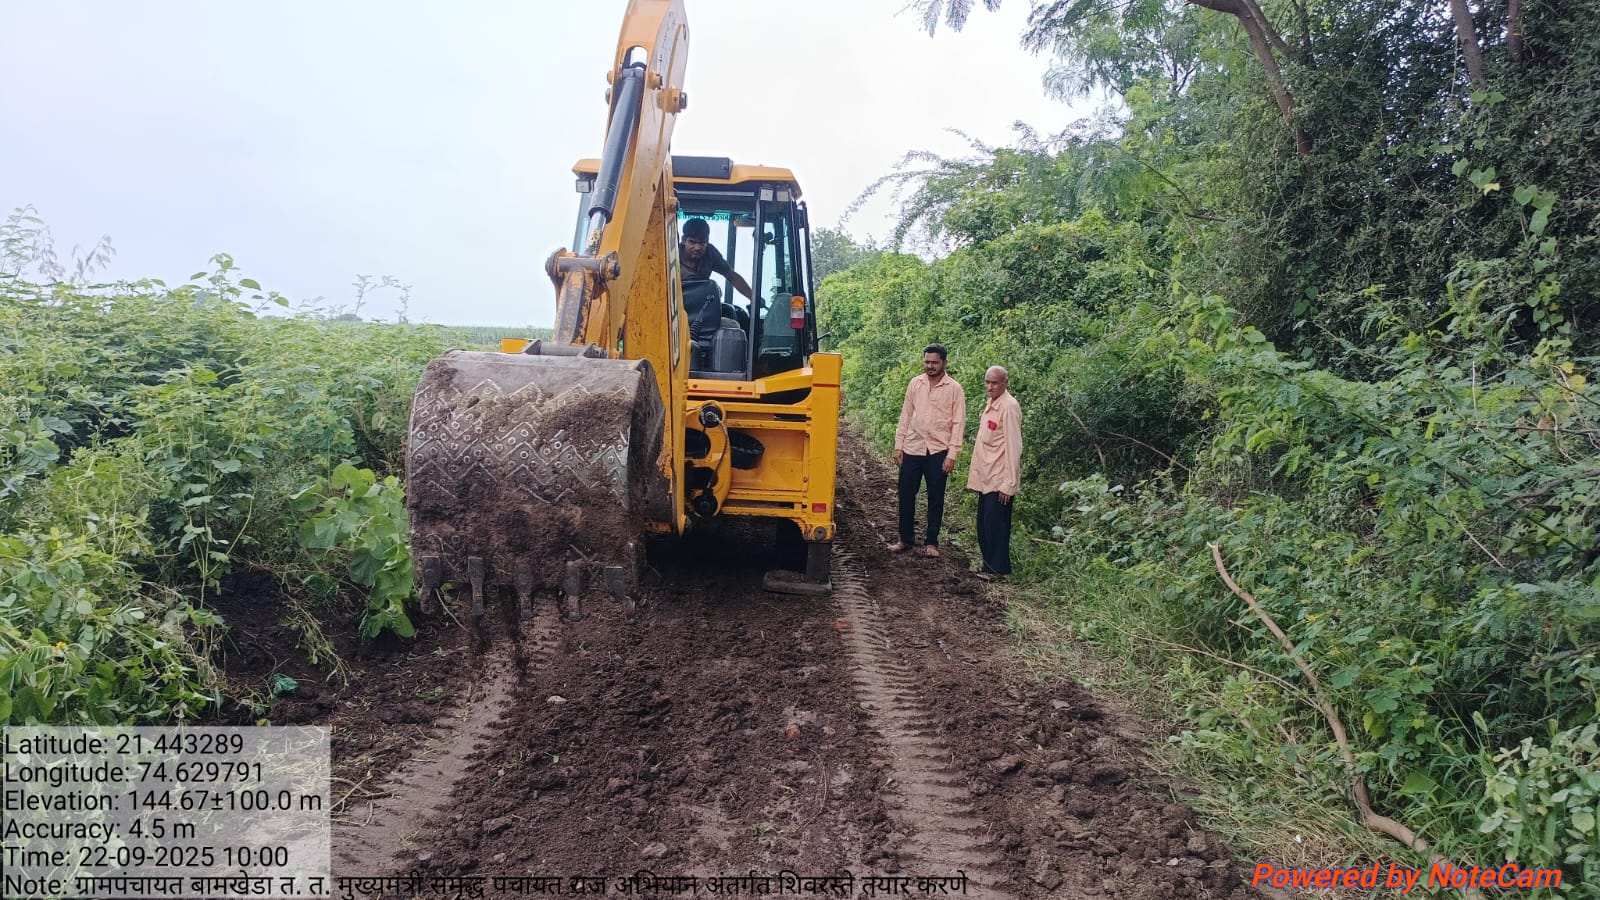 Latitude: 21.443289
Longitude: 74.629791
Elevation: 144.67±100.0 m
Accuracy: 4.5 m
Time: 22-09-2025 10:00
Note: ग्रामपंचायत बामखेडा त. त. मुख्यमंत्री समृद्ध पंचायत राज अभियान अंतर्गत शिवरस्ते तयार करणे
Powered by NoteCam